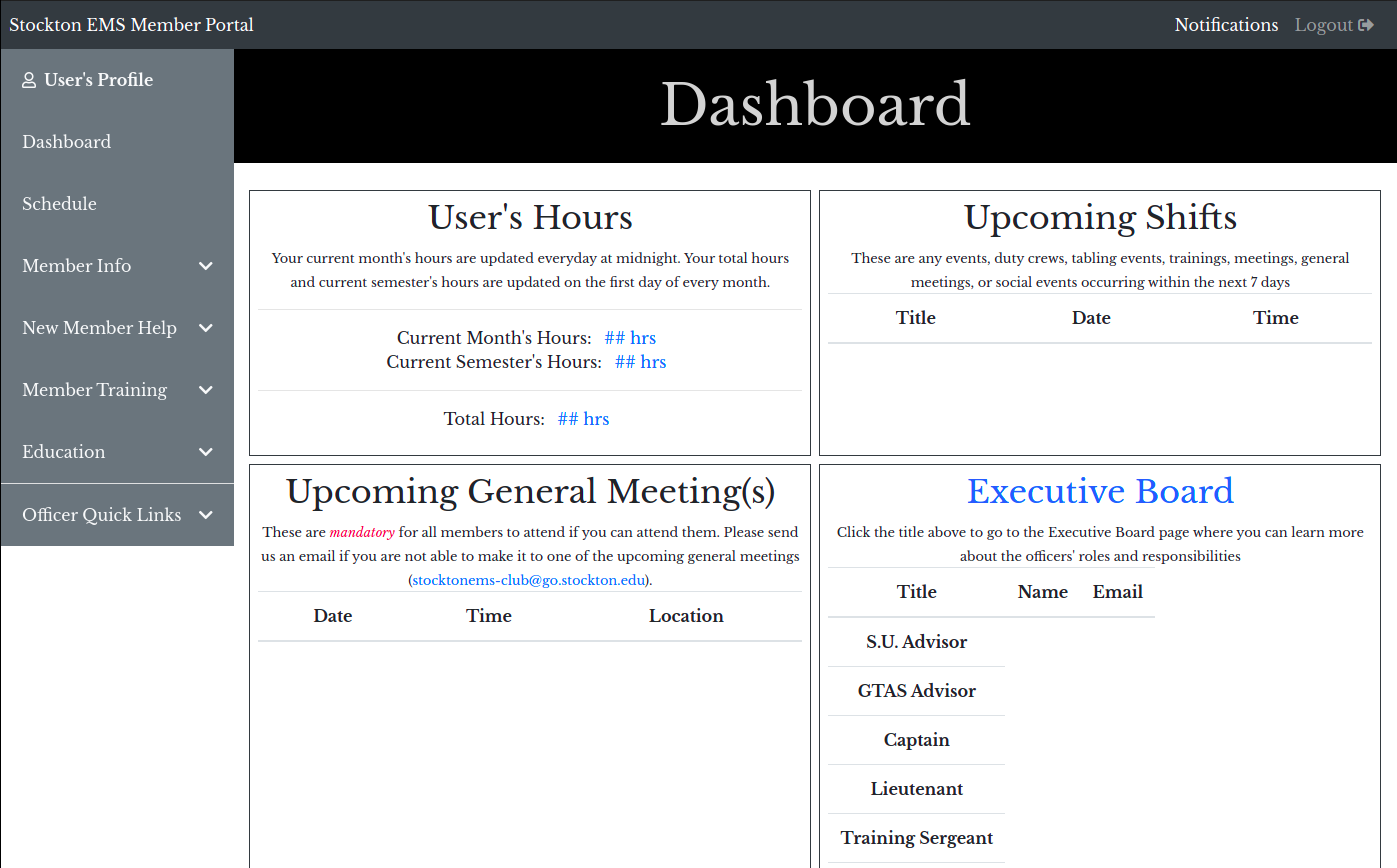 Stockton EMS Member Portal
Notifications
Logout
User's Profile
Dashboard
Schedule
Member Info
New Member Help
Member Training
Education
Officer Quick Links
Dashboard
User's Hours
Your current month's hours are updated everyday at midnight. Your total hours
and current semester's hours are updated on the first day of every month.
Current Month's Hours: ## hrs
Current Semester's Hours: ## hrs
Total Hours: ## hrs
Upcoming Shifts
These are any events, duty crews, tabling events, trainings, meetings, general
meetings, or social events occurring within the next 7 days
Title Date Time
Upcoming General Meeting(s)
These are mandatory for all members to attend if you can attend them. Please send
us an email if you are not able to make it to one of the upcoming general meetings
(stocktonems-club@go.stockton.edu).
Date Time Location
Executive Board
Click the title above to go to the Executive Board page where you can learn more
about the officers' roles and responsibilities
Title Name Email
S.U. Advisor
GTAS Advisor
Captain
Lieutenant
Training Sergeant